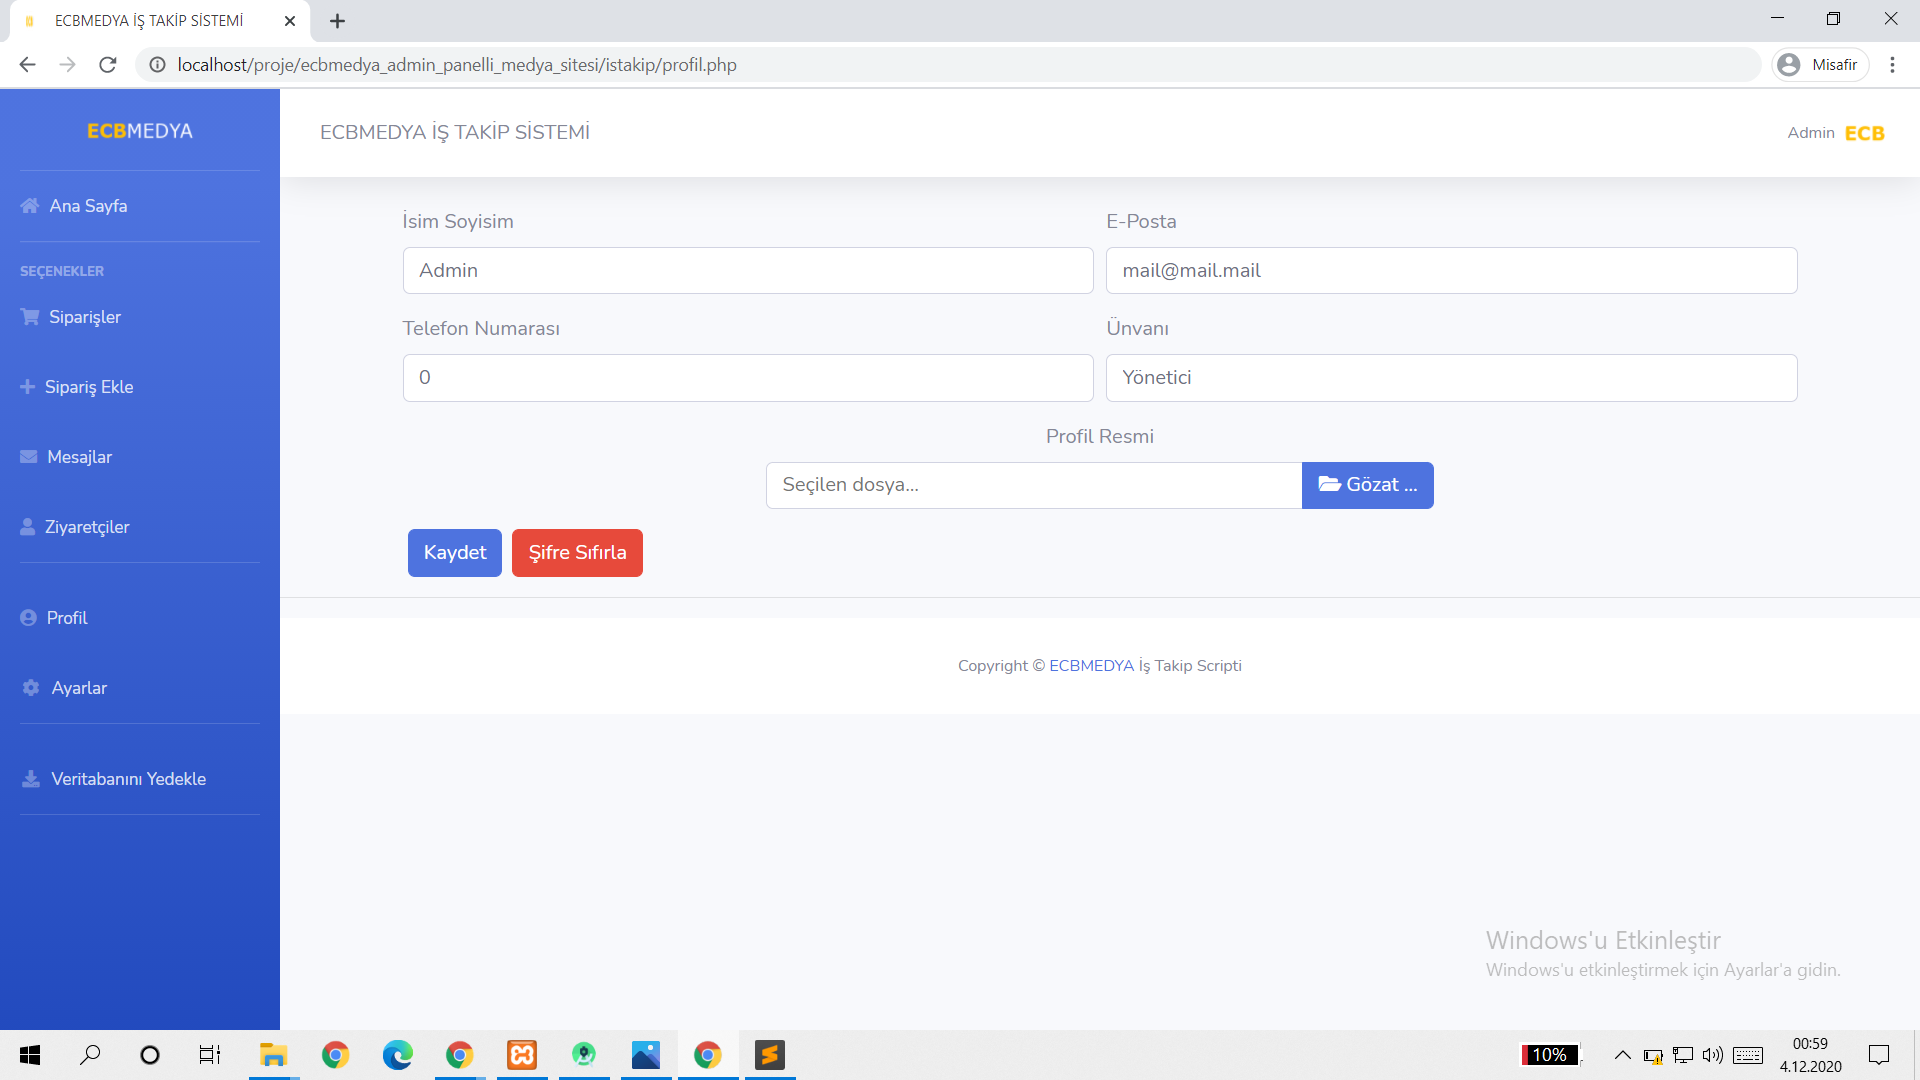 ECBMEDYA İŞ TAKİP SİSTEMİ
localhost/proje/ecbmedya_admin_panelli_medya_sitesi/istakip/profil.php
Misafir
ECBMEDYA
ECBMEDYA İŞ TAKİP SİSTEMİ
Admin ECB
Ana Sayfa
SEÇENEKLER
Siparişler
Sipariş Ekle
Mesajlar
Ziyaretçiler
Profil
Ayarlar
Veritabanını Yedekle
İsim Soyisim
E-Posta
Admin
mail@mail.mail
Telefon Numarası
Ünvanı
0
Yönetici
Profil Resmi
Seçilen dosya...
Gözat ...
Kaydet
Şifre Sıfırla
Copyright © ECBMEDYA İş Takip Scripti
Windows'u Etkinleştir
Windows'u etkinleştirmek için Ayarlar'a gidin.
10%
00:59
4.12.2020